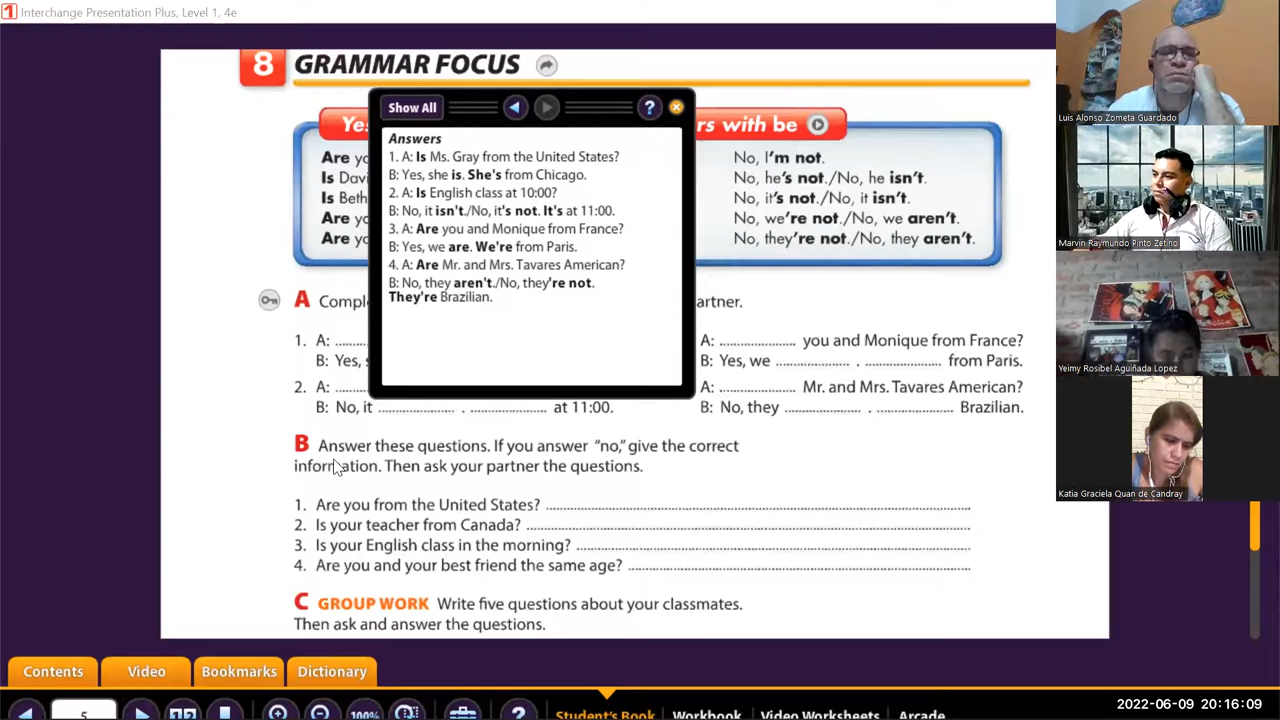 Interchange Presentation Plus, Level 1, 4e
8 GRAMMAR FOCUS
Show All
?
Answers
1. A: Is Ms. Gray from the United States?
B: Yes, she is. She's from Chicago.
2. A: Is English class at 10:00?
B: No, it isn't./No, it's not. It's at 11:00.
3. A: Are you and Monique from France?
B: Yes, we are. We're from Paris.
4. A: Are Mr. and Mrs. Tavares American?
B: No, they aren't./No, they're not.
They're Brazilian.
with be
Are
Is
Is Beth
Are
Are
No, I'm not.
No, he's not./No, he isn't.
No, it's not./No, it isn't.
No, we're not./No, we aren't.
No, they're not./No, they aren't.
A
1. A: ............
B: Yes,
2. A: ............
B: No, it ............ . ............ at 11:00.
A: ............ you and Monique from France?
B: Yes, we ............ . ............ from Paris.
A: ............ Mr. and Mrs. Tavares American?
B: No, they ............ . ............ Brazilian.
B Answer these questions. If you answer “no,” give the correct
information. Then ask your partner the questions.
1. Are you from the United States? ............
2. Is your teacher from Canada? ............
3. Is your English class in the morning? ............
4. Are you and your best friend the same age? ............
C GROUP WORK Write five questions about your classmates.
Then ask and answer the questions.
Luis Alonso Zometa Guardado
Marvin Raymundo Pinto Zetino
Yeimy Rosibel Aguiñada Lopez
Katia Graciela Quan de Candray
Contents
Video
Bookmarks
Dictionary
5
100%
?
Student's Book
Workbook
Video Worksheets
Arcade
2022-06-09 20:16:09